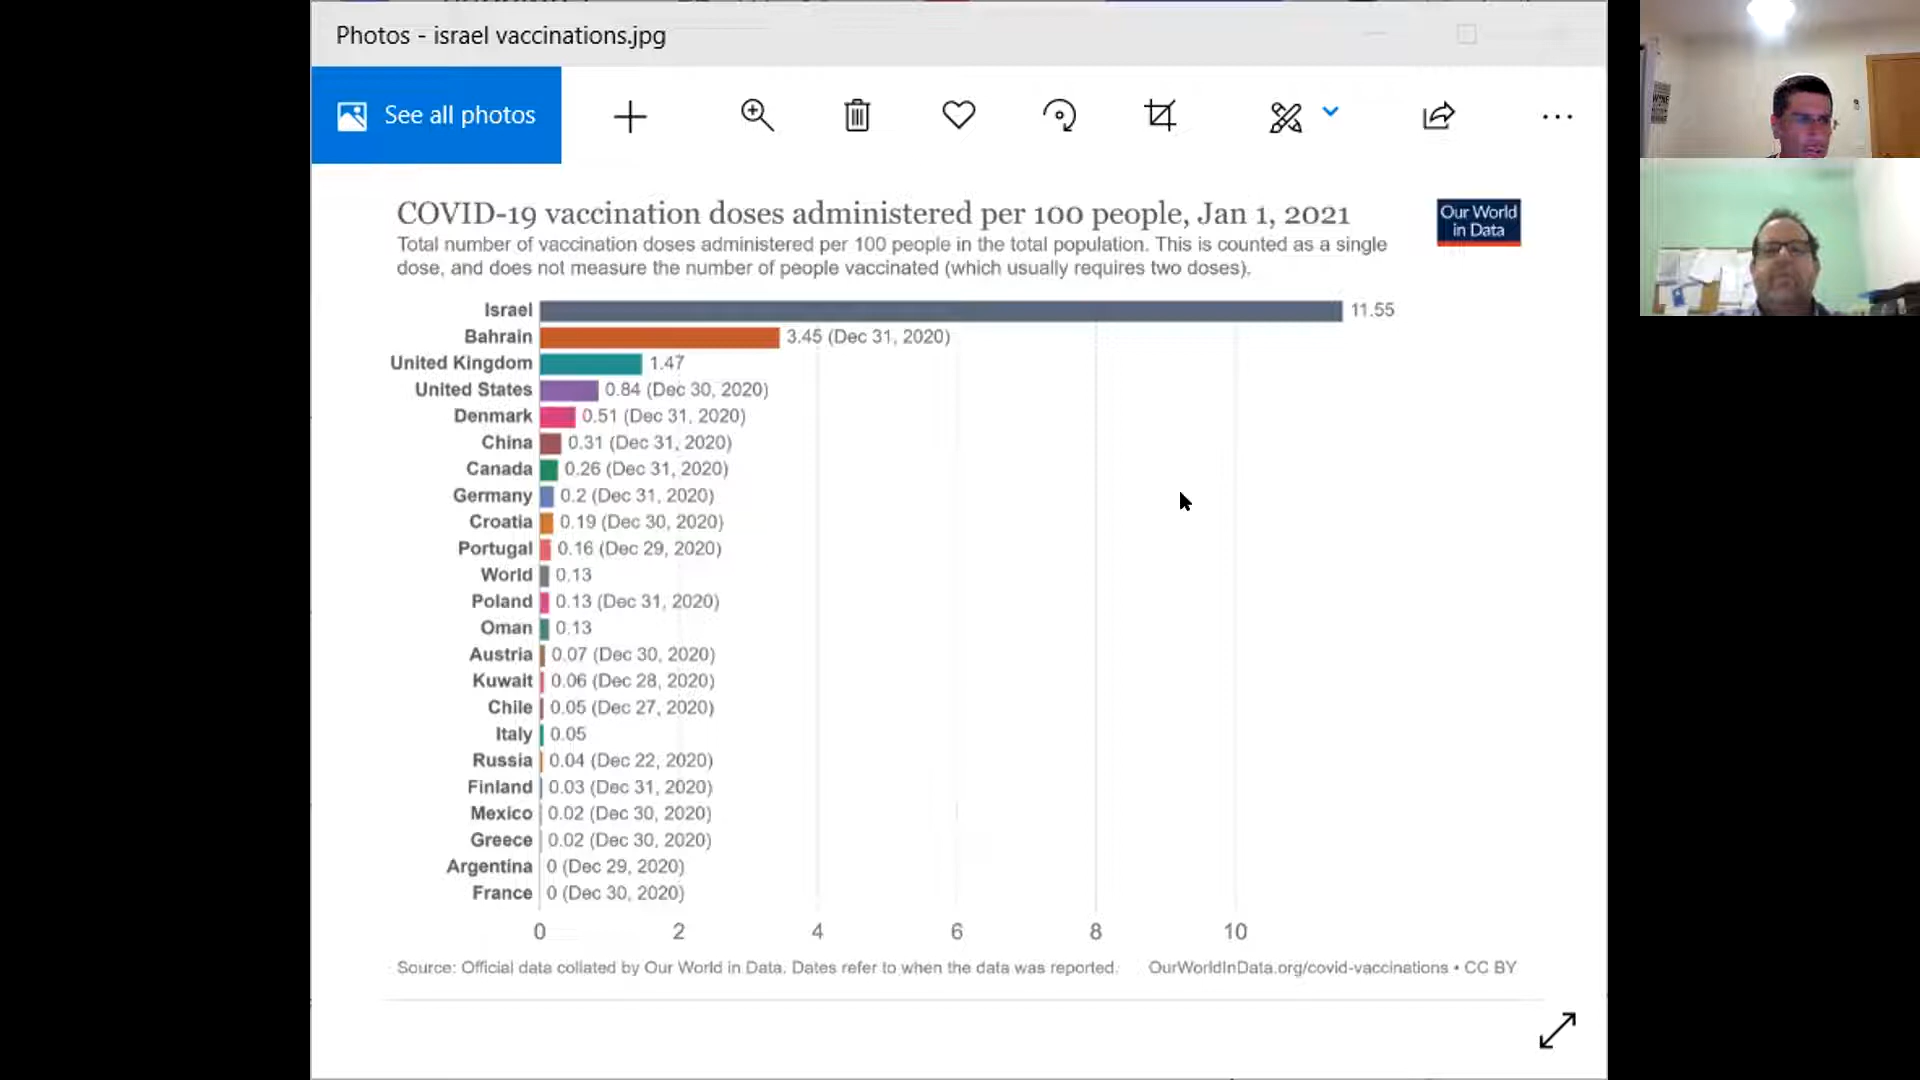 Photos - israel vaccinations.jpg
See all photos
COVID-19 vaccination doses administered per 100 people, Jan 1, 2021
Our World
in Data
Total number of vaccination doses administered per 100 people in the total population. This is counted as a single
dose, and does not measure the number of people vaccinated (which usually requires two doses).
Israel 11.55
Bahrain 3.45 (Dec 31, 2020)
United Kingdom 1.47
United States 0.84 (Dec 30, 2020)
Denmark 0.51 (Dec 31, 2020)
China 0.31 (Dec 31, 2020)
Canada 0.26 (Dec 31, 2020)
Germany 0.2 (Dec 31, 2020)
Croatia 0.19 (Dec 30, 2020)
Portugal 0.16 (Dec 29, 2020)
World 0.13
Poland 0.13 (Dec 31, 2020)
Oman 0.13
Austria 0.07 (Dec 30, 2020)
Kuwait 0.06 (Dec 28, 2020)
Chile 0.05 (Dec 27, 2020)
Italy 0.05
Russia 0.04 (Dec 22, 2020)
Finland 0.03 (Dec 31, 2020)
Mexico 0.02 (Dec 30, 2020)
Greece 0.02 (Dec 30, 2020)
Argentina 0 (Dec 29, 2020)
France 0 (Dec 30, 2020)
0 2 4 6 8 10
Source: Official data collated by Our World in Data. Dates refer to when the data was reported. OurWorldInData.org/covid-vaccinations • CC BY